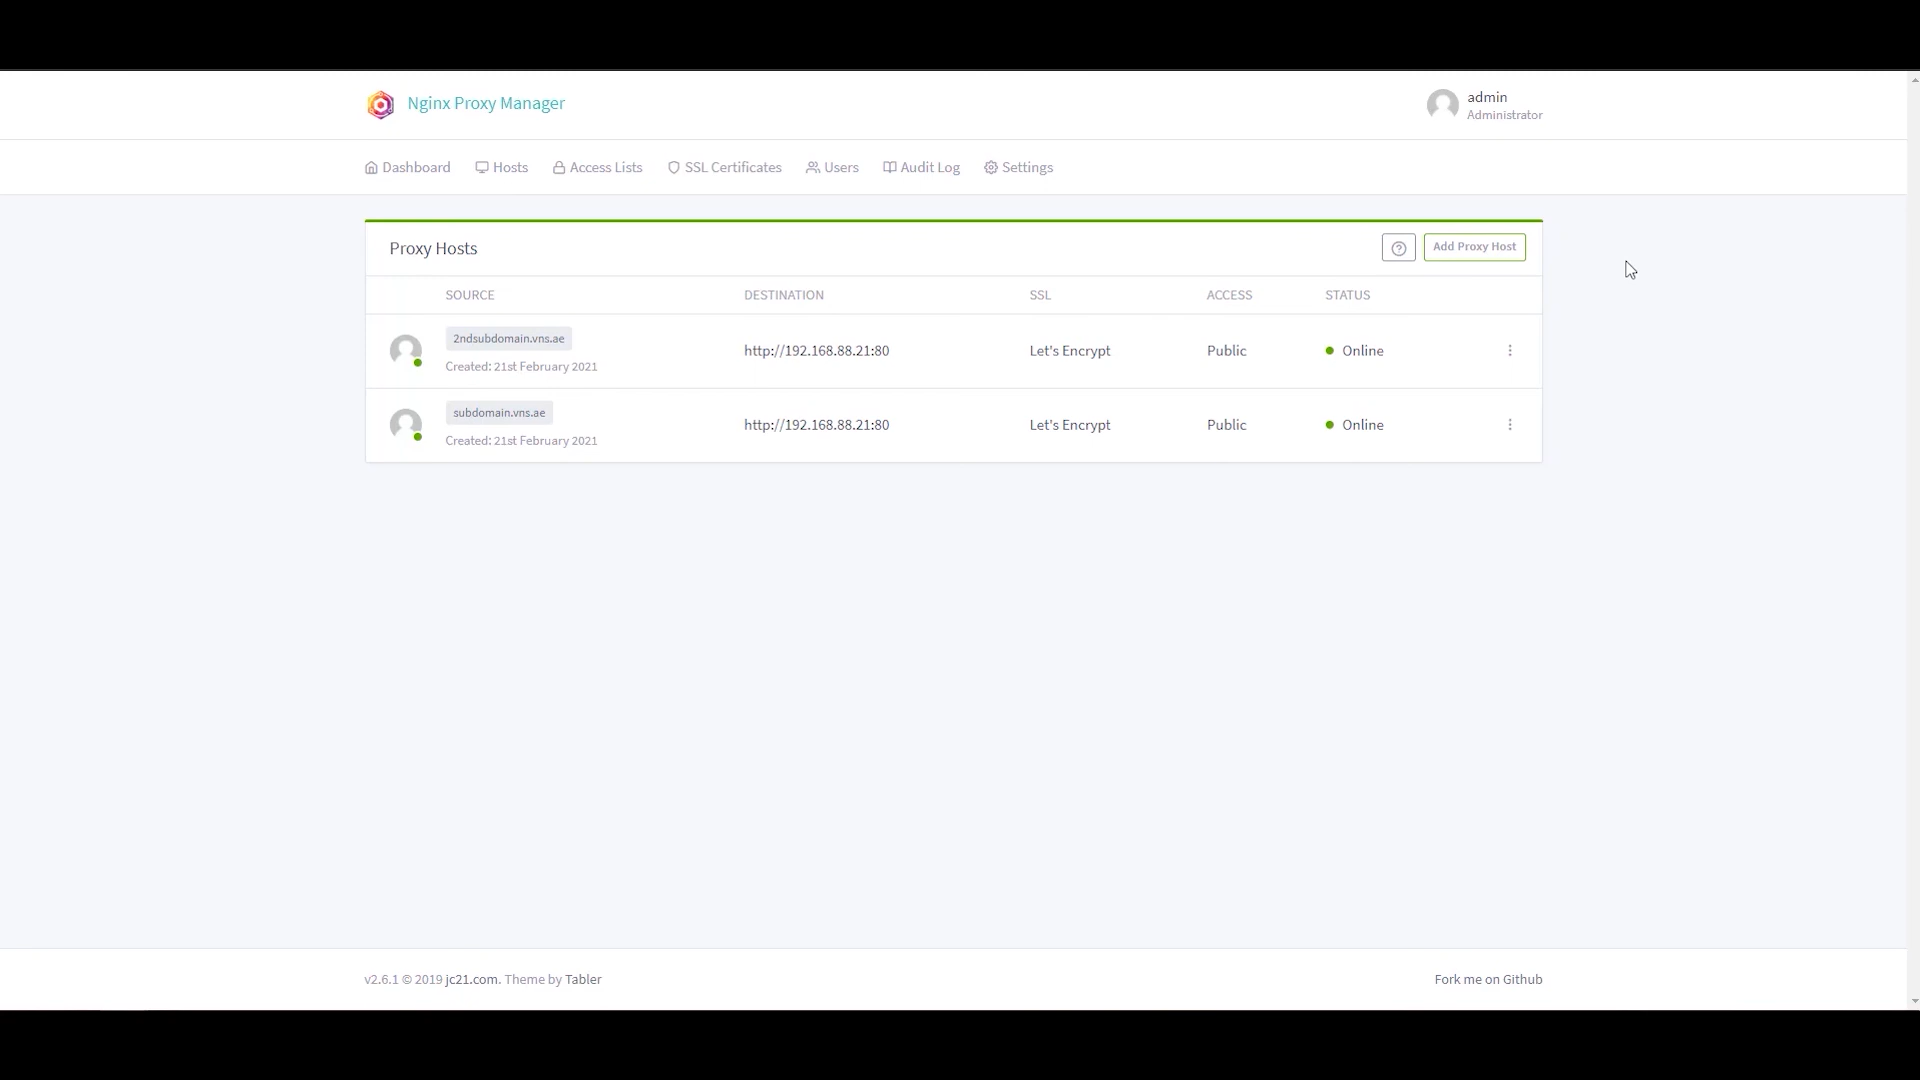 Nginx Proxy Manager
admin
Administrator
Dashboard Hosts Access Lists SSL Certificates Users Audit Log Settings
Proxy Hosts
Add Proxy Host
SOURCE DESTINATION SSL ACCESS STATUS
2ndsubdomain.vns.ae
Created: 21st February 2021
http://192.168.88.21:80 Let's Encrypt Public Online
subdomain.vns.ae
Created: 21st February 2021
http://192.168.88.21:80 Let's Encrypt Public Online
v2.6.1 © 2019 jc21.com. Theme by Tabler
Fork me on Github